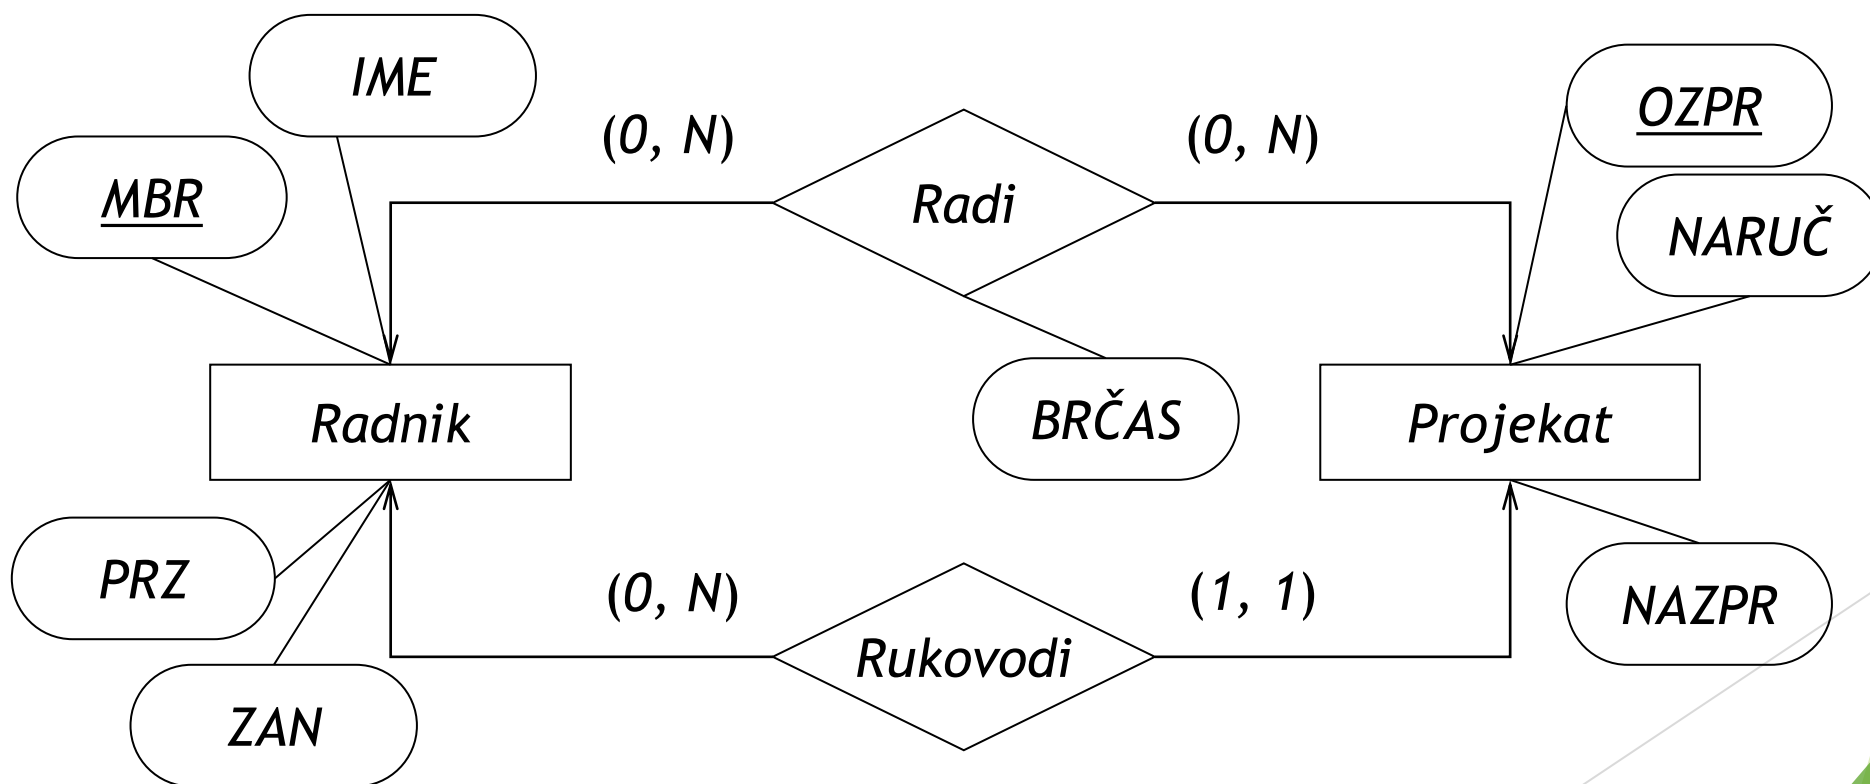 IME
OZPR
(0, N)
(0, N)
MBR
Radi
NARUČ
Radnik
BRČAS
Projekat
PRZ
(0, N)
(1, 1)
NAZPR
Rukovodi
ZAN